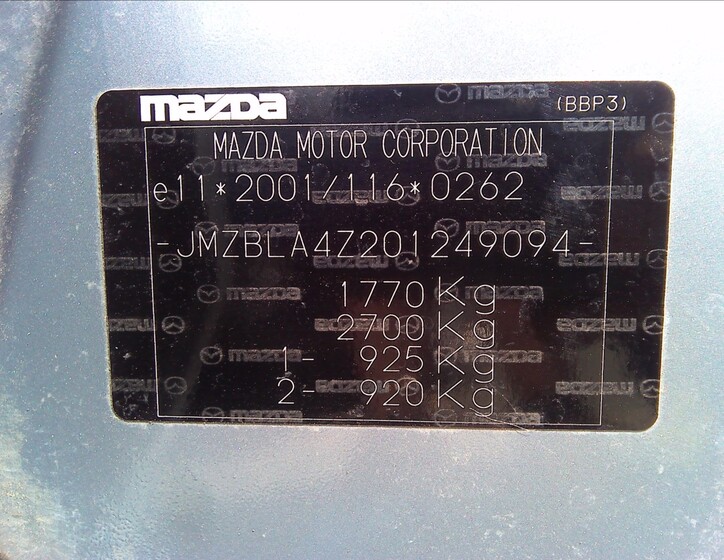 mazda
(BBP3)
MAZDA MOTOR CORPORATION
e11*2001/116*0262
-JMZBLA4Z201249094-
1770 Kg
2700 Kg
1- 925 Kg
2- 920 Kg